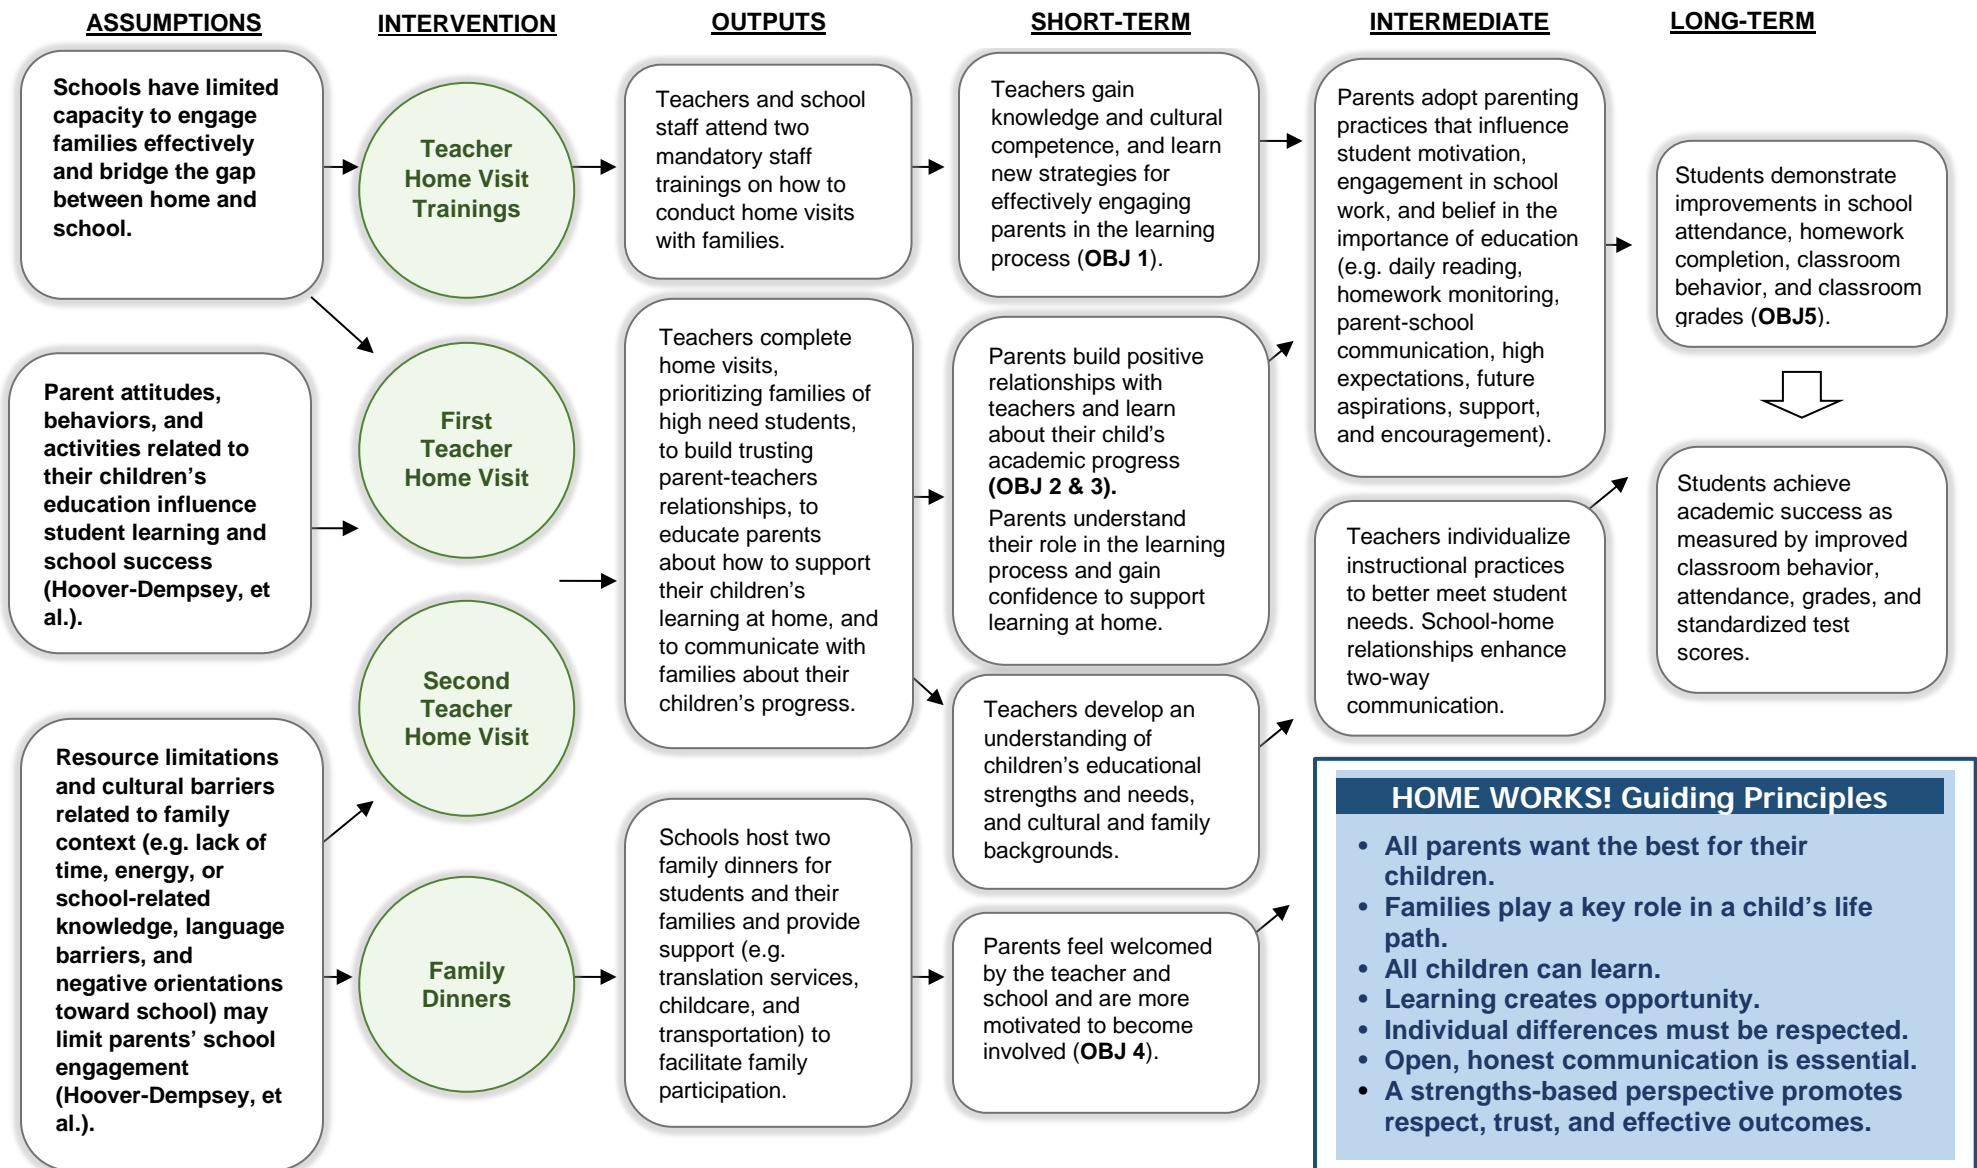 ASSUMPTIONS
Schools have limited
capacity to engage
families effectively
and bridge the gap
between home and
school.
Parent attitudes,
behaviors, and
activities related to
their children’s
education influence
student learning and
school success
(Hoover-Dempsey, et
al.).
Resource limitations
and cultural barriers
related to family
context (e.g. lack of
time, energy, or
school-related
knowledge, language
barriers, and
negative orientations
toward school) may
limit parents’ school
engagement
(Hoover-Dempsey, et
al.).
INTERVENTION
Teacher
Home Visit
Trainings
First
Teacher
Home Visit
Second
Teacher
Home Visit
Family
Dinners
OUTPUTS
Teachers and school
staff attend two
mandatory staff
trainings on how to
conduct home visits
with families.
Teachers complete
home visits,
prioritizing families of
high need students,
to build trusting
parent-teachers
relationships, to
educate parents
about how to support
their children’s
learning at home, and
to communicate with
families about their
children’s progress.
Schools host two
family dinners for
students and their
families and provide
support (e.g.
translation services,
childcare, and
transportation) to
facilitate family
participation.
SHORT-TERM
Teachers gain
knowledge and cultural
competence, and learn
new strategies for
effectively engaging
parents in the learning
process (OBJ 1).
Parents build positive
relationships with
teachers and learn
about their child’s
academic progress
(OBJ 2 & 3).
Parents understand
their role in the learning
process and gain
confidence to support
learning at home.
Teachers develop an
understanding of
children’s educational
strengths and needs,
and cultural and family
backgrounds.
Parents feel welcomed
by the teacher and
school and are more
motivated to become
involved (OBJ 4).
INTERMEDIATE
Parents adopt parenting
practices that influence
student motivation,
engagement in school
work, and belief in the
importance of education
(e.g. daily reading,
homework monitoring,
parent-school
communication, high
expectations, future
aspirations, support,
and encouragement).
Teachers individualize
instructional practices
to better meet student
needs. School-home
relationships enhance
two-way
communication.
LONG-TERM
Students demonstrate
improvements in school
attendance, homework
completion, classroom
behavior, and classroom
grades (OBJ5).
Students achieve
academic success as
measured by improved
classroom behavior,
attendance, grades, and
standardized test
scores.
HOME WORKS! Guiding Principles
• All parents want the best for their
children.
• Families play a key role in a child’s life
path.
• All children can learn.
• Learning creates opportunity.
• Individual differences must be respected.
• Open, honest communication is essential.
• A strengths-based perspective promotes
respect, trust, and effective outcomes.